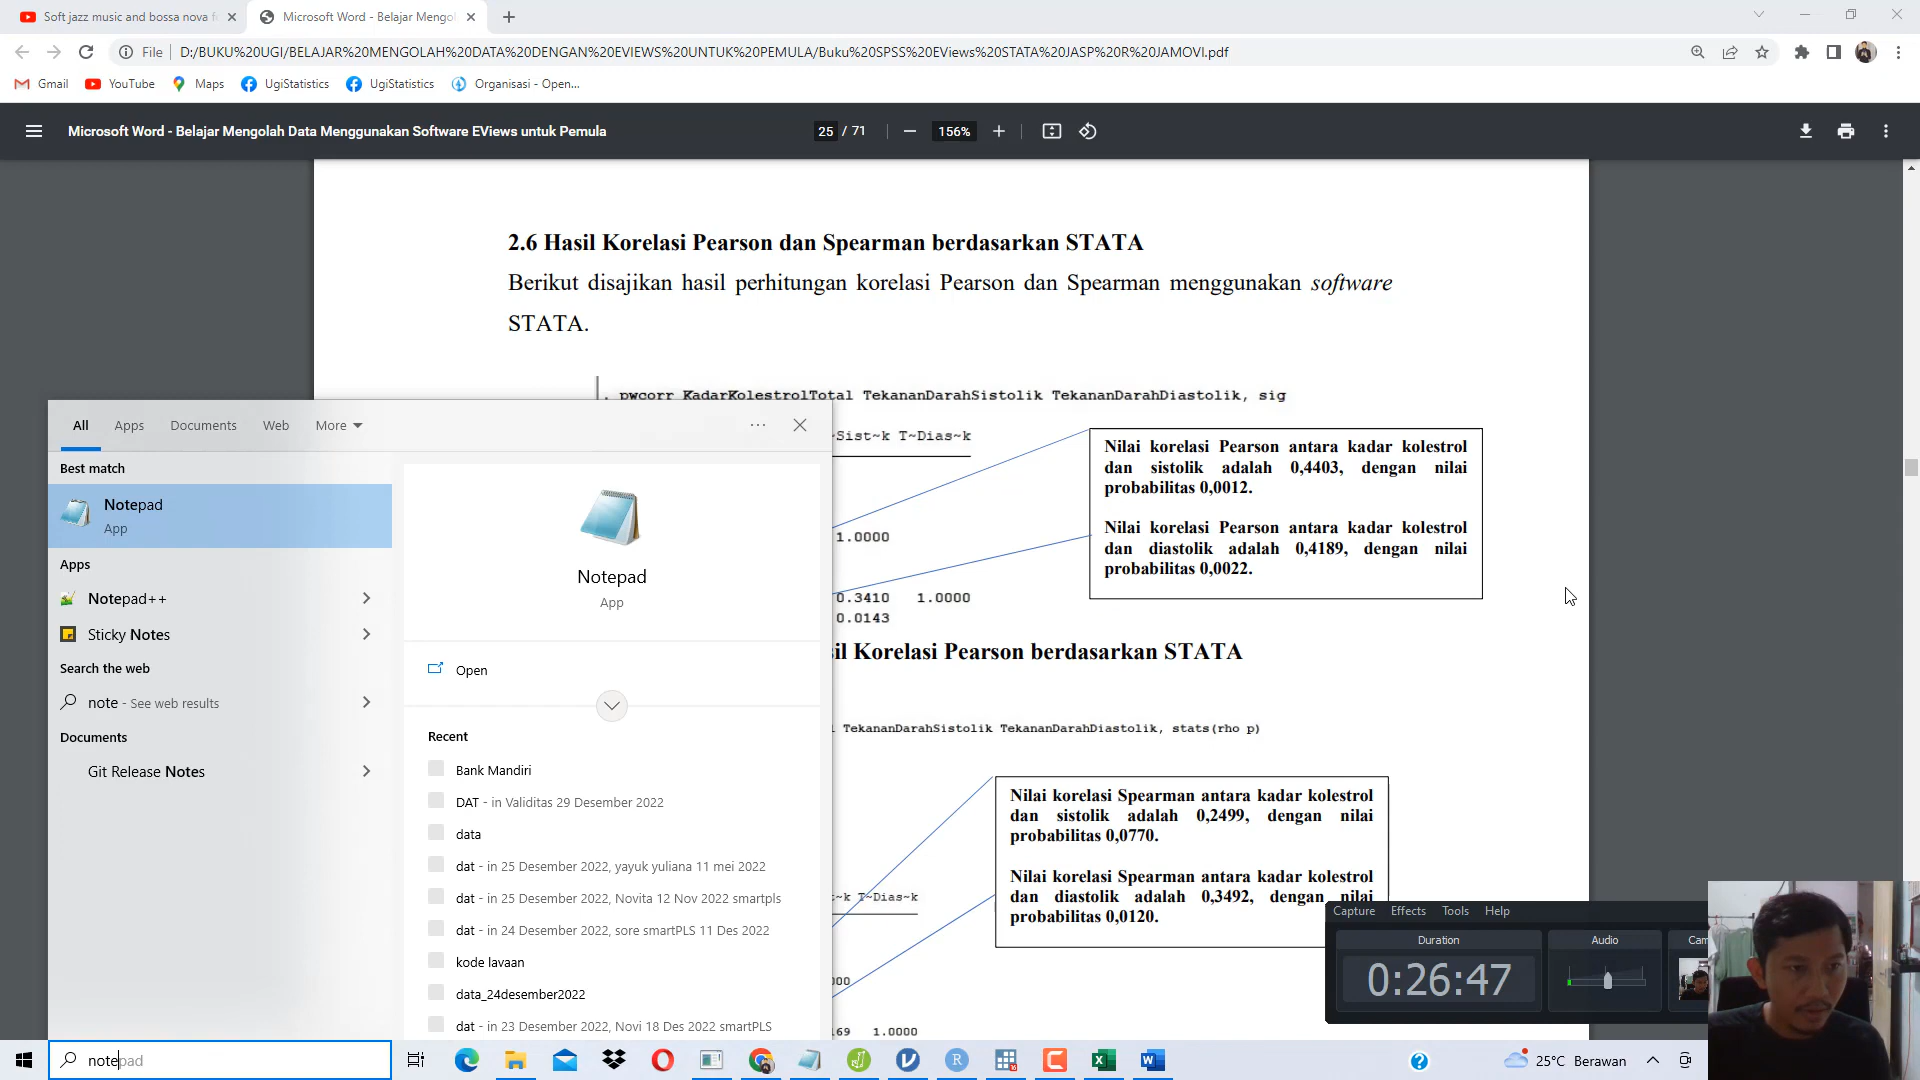 Soft jazz music and bossa nova f
Microsoft Word - Belajar Mengol
File
D:/BUKU%20UGI/BELAJAR%20MENGOLAH%20DATA%20DENGAN%20EVIEWS%20UNTUK%20PEMULA/Buku%20SPSS%20EViews%20STATA%20JASP%20R%20JAMOVI.pdf
Gmail YouTube Maps UgiStatistics UgiStatistics Organisasi - Open...
Microsoft Word - Belajar Mengolah Data Menggunakan Software EViews untuk Pemula
25 / 71 156%
2.6 Hasil Korelasi Pearson dan Spearman berdasarkan STATA
Berikut disajikan hasil perhitungan korelasi Pearson dan Spearman menggunakan software
STATA.
. pwcorr KadarKolestrolTotal TekananDarahSistolik TekananDarahDiastolik, sig
~Sist~k T~Dias~k
1.0000
0.3410 1.0000
0.0143
Nilai korelasi Pearson antara kadar kolestrol
dan sistolik adalah 0,4403, dengan nilai
probabilitas 0,0012.
Nilai korelasi Pearson antara kadar kolestrol
dan diastolik adalah 0,4189, dengan nilai
probabilitas 0,0022.
il Korelasi Pearson berdasarkan STATA
TekananDarahSistolik TekananDarahDiastolik, stats(rho p)
~k T~Dias~k
000
169 1.0000
Nilai korelasi Spearman antara kadar kolestrol
dan sistolik adalah 0,2499, dengan nilai
probabilitas 0,0770.
Nilai korelasi Spearman antara kadar kolestrol
dan diastolik adalah 0,3492, dengan nilai
probabilitas 0,0120.
All Apps Documents Web More
Best match
Notepad
App
Apps
Notepad++
Sticky Notes
Search the web
note - See web results
Documents
Git Release Notes
Notepad
App
Open
Recent
Bank Mandiri
DAT - in Validitas 29 Desember 2022
data
dat - in 25 Desember 2022, yayuk yuliana 11 mei 2022
dat - in 25 Desember 2022, Novita 12 Nov 2022 smartpls
dat - in 24 Desember 2022, sore smartPLS 11 Des 2022
kode lavaan
data_24desember2022
dat - in 23 Desember 2022, Novi 18 Des 2022 smartPLS
Capture Effects Tools Help
Duration Audio Cam
0:26:47
notepad
25°C Berawan